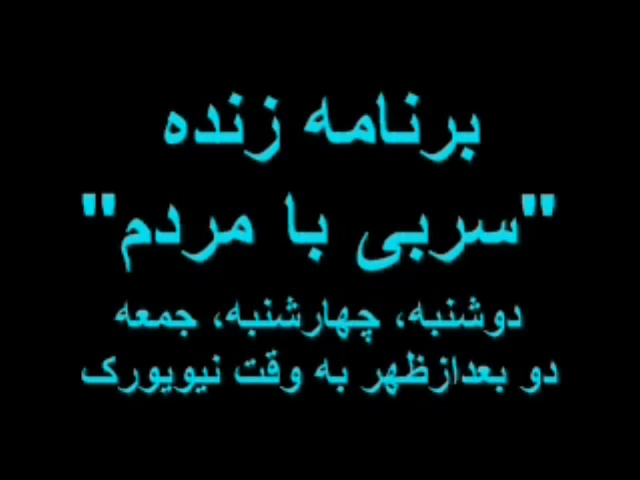 برنامه زنده
"سربی با مردم"
دوشنبه، چهارشنبه، جمعه
دو بعدازظهر به وقت نیویورک